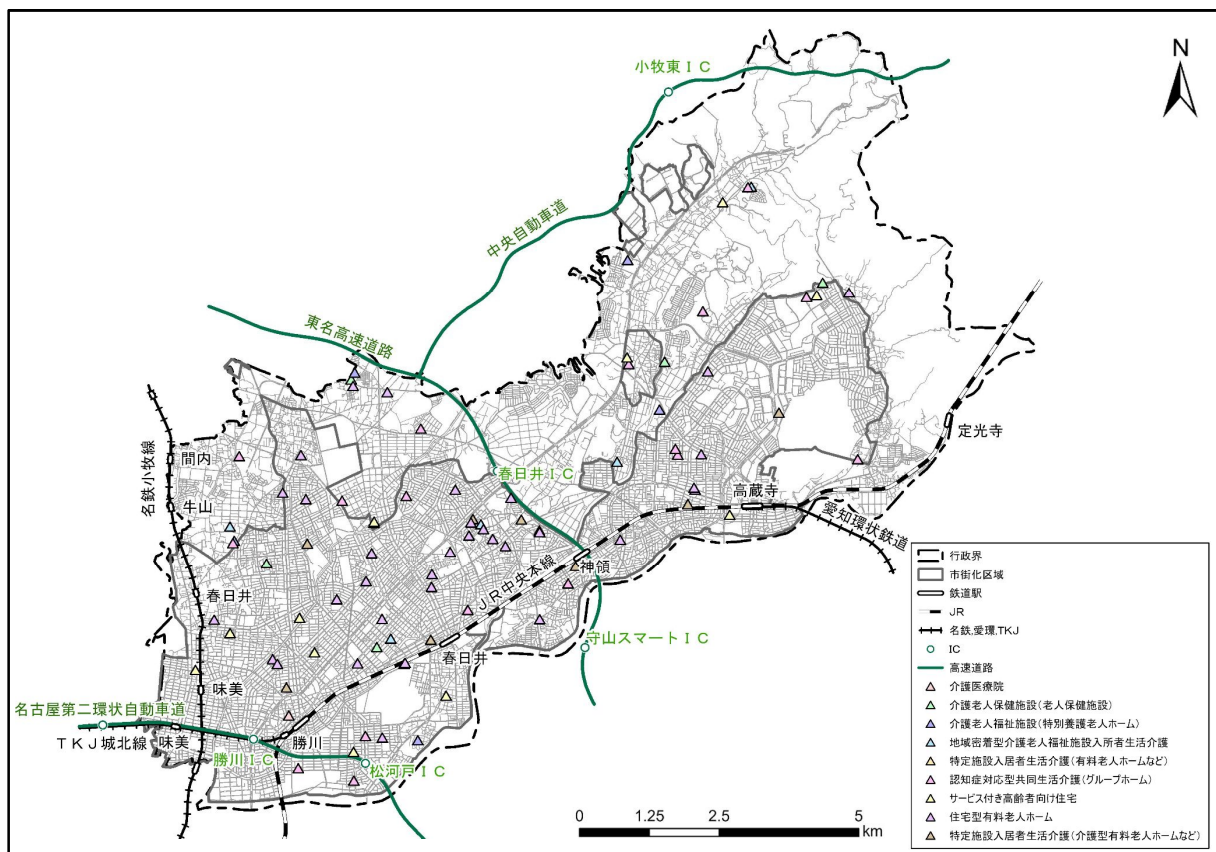 N
小牧東ＩＣ
中央自動車道
東名高速道路
名鉄小牧線
間内
牛山
春日井ＩＣ
定光寺
高蔵寺
愛知環状鉄道
ＪＲ中央本線
神領
春日井
守山スマートＩＣ
春日井
味美
名古屋第二環状自動車道
ＴＫＪ城北線
味美
勝川
勝川ＩＣ
松河戸ＩＣ
0 1.25 2.5 5
km
行政界
市街化区域
鉄道駅
JR
名鉄,愛環,TKJ
IC
高速道路
介護医療院
介護老人保健施設(老人保健施設)
介護老人福祉施設(特別養護老人ホーム)
地域密着型介護老人福祉施設入所者生活介護
特定施設入居者生活介護(有料老人ホームなど)
認知症対応型共同生活介護(グループホーム)
サービス付き高齢者向け住宅
住宅型有料老人ホーム
特定施設入居者生活介護(介護型有料老人ホームなど)